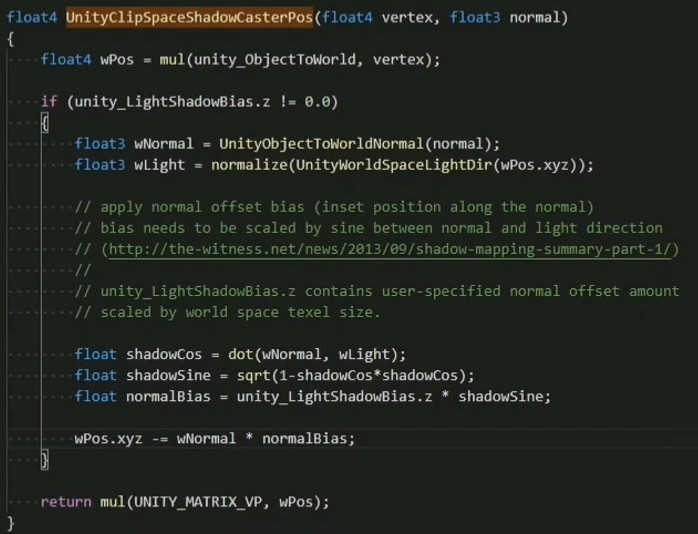 float4 UnityClipSpaceShadowCasterPos(float4 vertex, float3 normal)
{
float4 wPos = mul(unity_ObjectToWorld, vertex);
if (unity_LightShadowBias.z != 0.0)
{
float3 wNormal = UnityObjectToWorldNormal(normal);
float3 wLight = normalize(UnityWorldSpaceLightDir(wPos.xyz));
// apply normal offset bias (inset position along the normal)
// bias needs to be scaled by sine between normal and light direction
// (http://the-witness.net/news/2013/09/shadow-mapping-summary-part-1/)
//
// unity_LightShadowBias.z contains user-specified normal offset amount
// scaled by world space texel size.
float shadowCos = dot(wNormal, wLight);
float shadowSine = sqrt(1-shadowCos*shadowCos);
float normalBias = unity_LightShadowBias.z * shadowSine;
wPos.xyz -= wNormal * normalBias;
}
return mul(UNITY_MATRIX_VP, wPos);
}